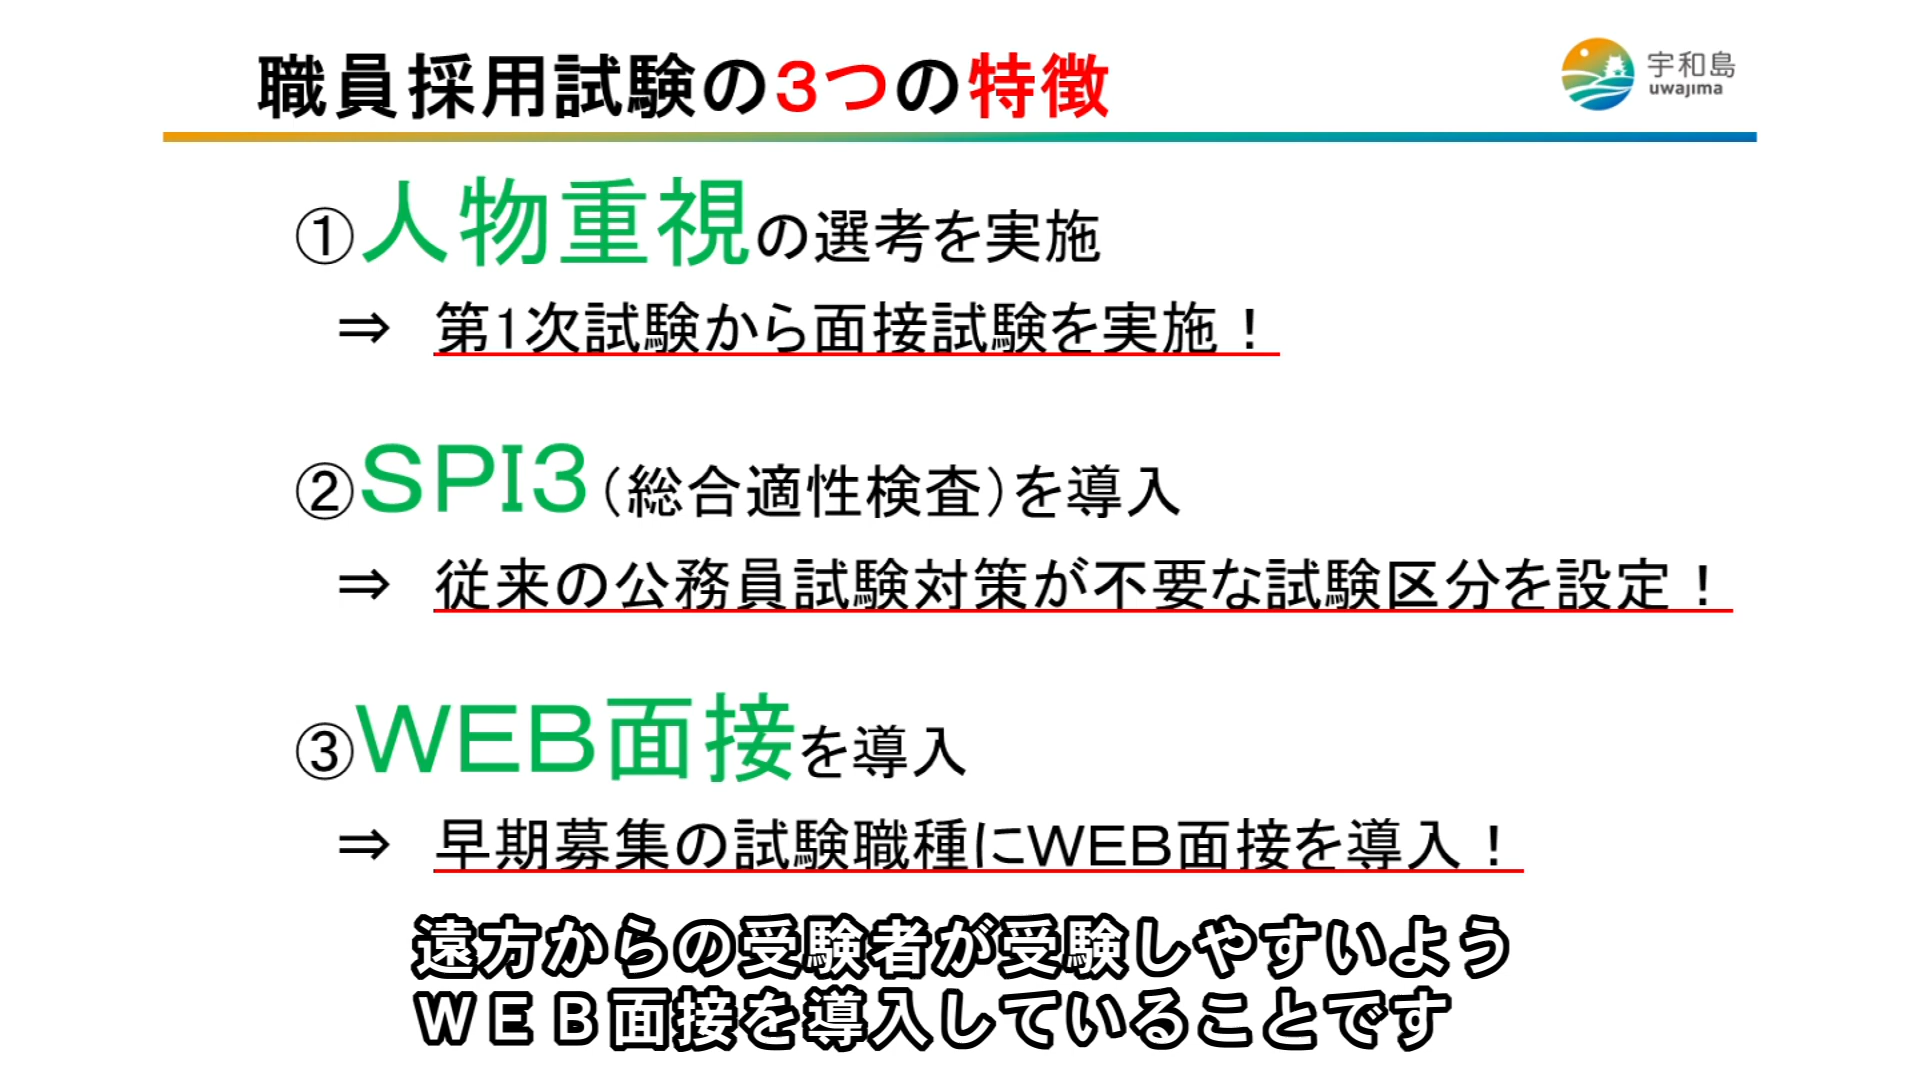 職員採用試験の3つの特徴
宇和島
uwajima
①人物重視の選考を実施
⇒ 第1次試験から面接試験を実施！
②SPI3（総合適性検査）を導入
⇒ 従来の公務員試験対策が不要な試験区分を設定！
③WEB面接を導入
⇒ 早期募集の試験職種にWEB面接を導入！
遠方からの受験者が受験しやすいよう
ＷＥＢ面接を導入していることです